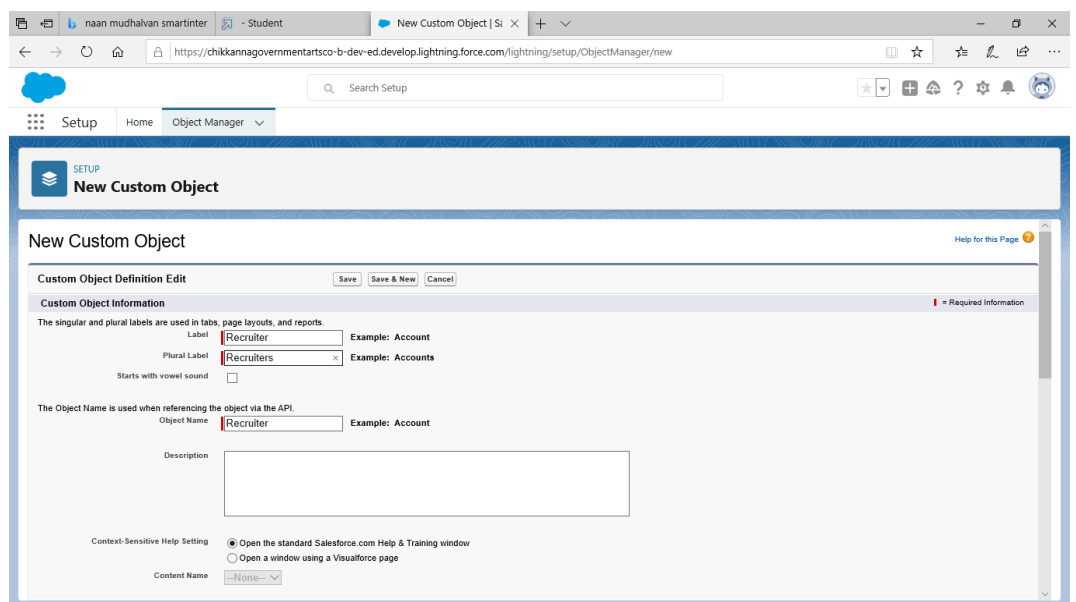 naan mudhalvan smartinter
- Student
New Custom Object | Sa
https://chikkannagovernmentartsco-b-dev-ed.develop.lightning.force.com/lightning/setup/ObjectManager/new
Search Setup
Setup Home Object Manager
SETUP
New Custom Object
New Custom Object
Help for this Page
Custom Object Definition Edit Save Save & New Cancel
Custom Object Information = Required Information
The singular and plural labels are used in tabs, page layouts, and reports.
Label Recruiter Example: Account
Plural Label Recruiters Example: Accounts
Starts with vowel sound
The Object Name is used when referencing the object via the API.
Object Name Recruiter Example: Account
Description
Context-Sensitive Help Setting Open the standard Salesforce.com Help & Training window
Open a window using a Visualforce page
Content Name --None--